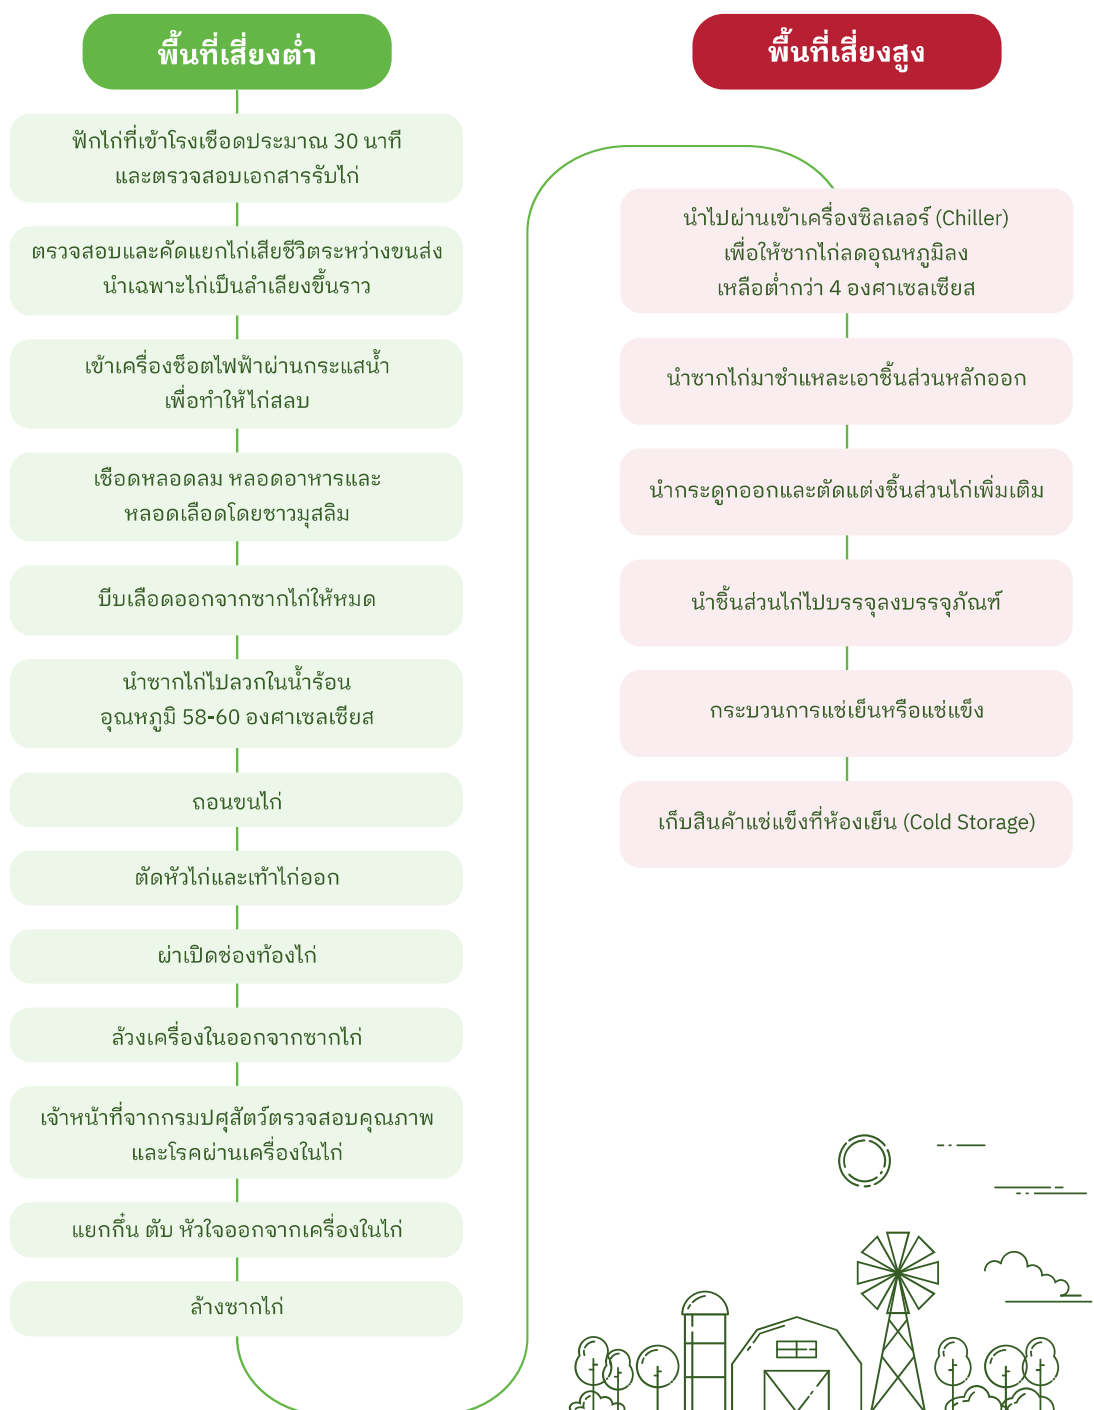 พื้นที่เสี่ยงต่ำ
ฟักไก่ที่เข้าโรงเชือดประมาณ 30 นาที
และตรวจสอบเอกสารรับไก่
ตรวจสอบและคัดแยกไก่เสียชีวิตระหว่างขนส่ง
นำเฉพาะไก่เป็นลำเลียงขึ้นราว
เข้าเครื่องช็อตไฟฟ้าผ่านกระแสน้ำ
เพื่อทำให้ไก่สลบ
เชือดหลอดลม หลอดอาหารและ
หลอดเลือดโดยชาวมุสลิม
บีบเลือดออกจากซากไก่ให้หมด
นำซากไก่ไปลวกในน้ำร้อน
อุณหภูมิ 58-60 องศาเซลเซียส
ถอนขนไก่
ตัดหัวไก่และเท้าไก่ออก
ผ่าเปิดช่องท้องไก่
ล้วงเครื่องในออกจากซากไก่
เจ้าหน้าที่จากกรมปศุสัตว์ตรวจสอบคุณภาพ
และโรคผ่านเครื่องในไก่
แยกกึ๋น ตับ หัวใจออกจากเครื่องในไก่
ล้างซากไก่
พื้นที่เสี่ยงสูง
นำไปผ่านเข้าเครื่องชิลเลอร์ (Chiller)
เพื่อให้ซากไก่ลดอุณหภูมิลง
เหลือต่ำกว่า 4 องศาเซลเซียส
นำซากไก่มาชำแหละเอาชิ้นส่วนหลักออก
นำกระดูกออกและตัดแต่งชิ้นส่วนไก่เพิ่มเติม
นำชิ้นส่วนไก่ไปบรรจุลงบรรจุภัณฑ์
กระบวนการแช่เย็นหรือแช่แข็ง
เก็บสินค้าแช่แข็งที่ห้องเย็น (Cold Storage)